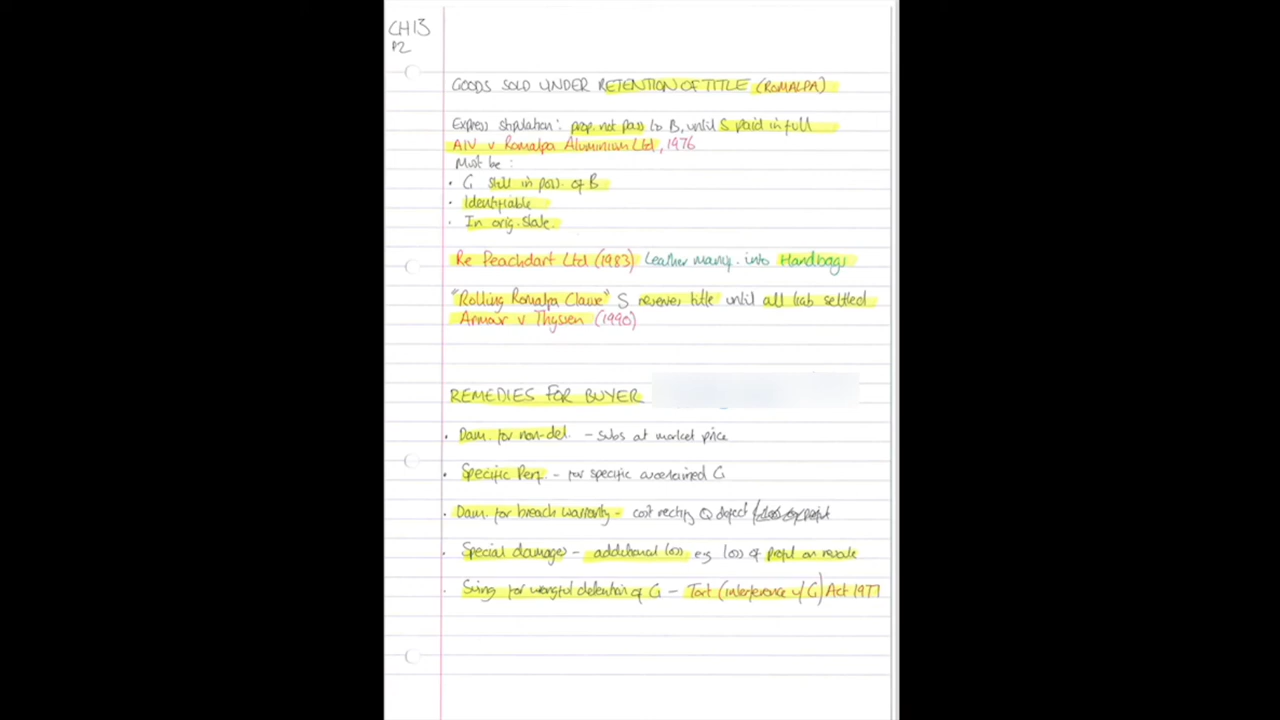 CH13
P2
GOODS SOLD UNDER RETENTION OF TITLE (ROMALPA)
Express stipulation: prop. not pass to B, until S paid in full
AIV v Romalpa Aluminium Ltd, 1976
Must be :
• G still in poss. of B
• Identifiable
• In orig. state.
Re Peachdart Ltd (1983) Leather manuf. into Handbags
"Rolling Romalpa Clause" S reserves title until all liab settled
Armour v Thyssen (1990)
REMEDIES FOR BUYER
• Dam. for non-del. – subs at market price
• Specific Perf. – for specific ascertained G
• Dam. for breach warranty – cost rectify Q defect
• Special damages – additional loss eg loss of profit on resale
• Suing for wrongful detention of G – Tort (interference w/ G) Act 1977